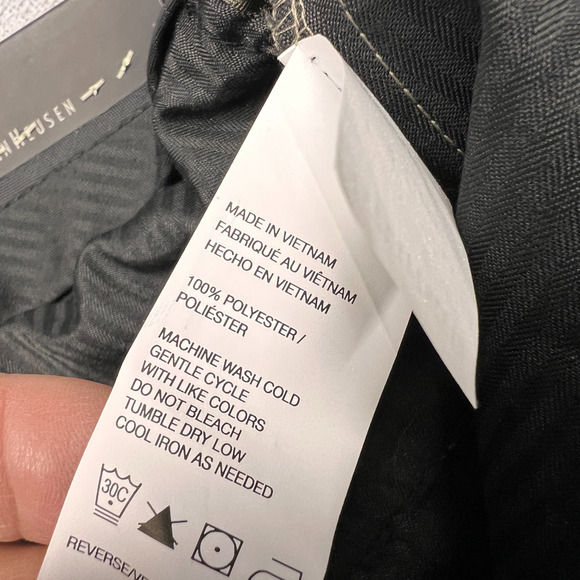 HEUSEN
MADE IN VIETNAM
FABRIQUÉ AU VIÊTNAM
HECHO EN VIETNAM
100% POLYESTER /
POLIÉSTER
MACHINE WASH COLD
GENTLE CYCLE
WITH LIKE COLORS
DO NOT BLEACH
TUMBLE DRY LOW
COOL IRON AS NEEDED
30C